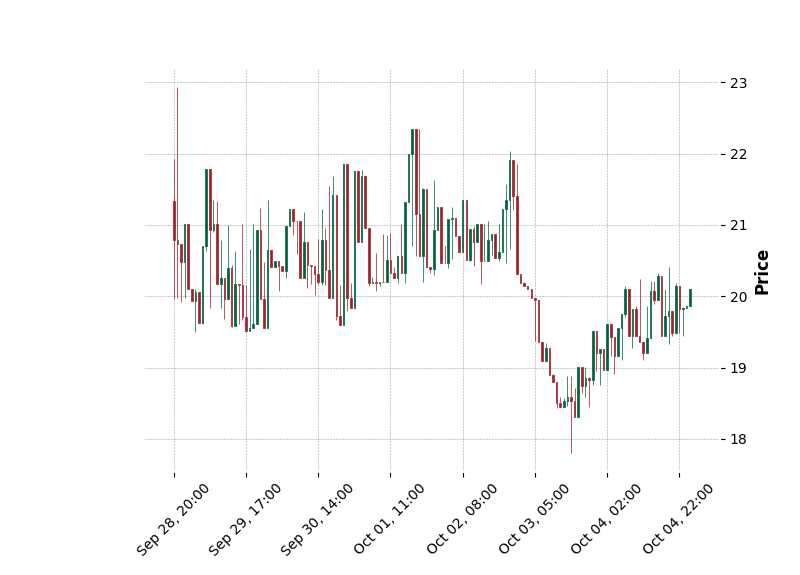 23
22
21
20
19
18
Price
Sep 28, 20:00
Sep 29, 17:00
Sep 30, 14:00
Oct 01, 11:00
Oct 02, 08:00
Oct 03, 05:00
Oct 04, 02:00
Oct 04, 22:00